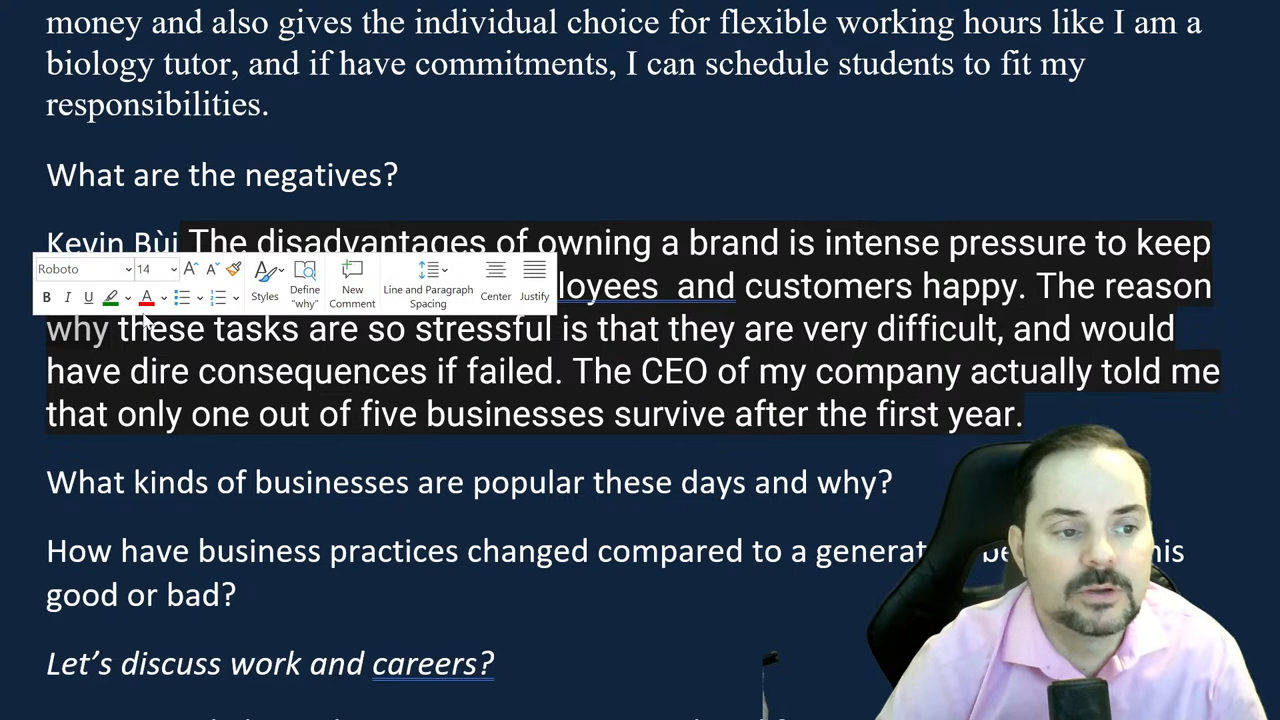 money and also gives the individual choice for flexible working hours like I am a
biology tutor, and if have commitments, I can schedule students to fit my
responsibilities.
What are the negatives?
Kevin Bùi The disadvantages of owning a brand is intense pressure to keep
Roboto 14
Define
"why"
New
Comment
Line and Paragraph
Spacing
B I U A Styles Center Justify
loyees and customers happy. The reason
why these tasks are so stressful is that they are very difficult, and would
have dire consequences if failed. The CEO of my company actually told me
that only one out of five businesses survive after the first year.
What kinds of businesses are popular these days and why?
How have business practices changed compared to a generat
good or bad?
Let's discuss work and careers?